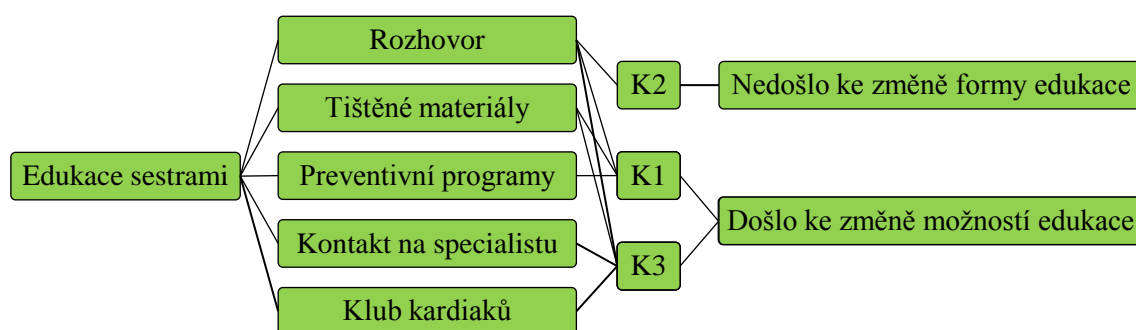 Edukace sestrami
Rozhovor
Tištěné materiály
Preventivní programy
Kontakt na specialistu
Klub kardiaků
K2
K1
K3
Nedošlo ke změně formy edukace
Došlo ke změně možností edukace